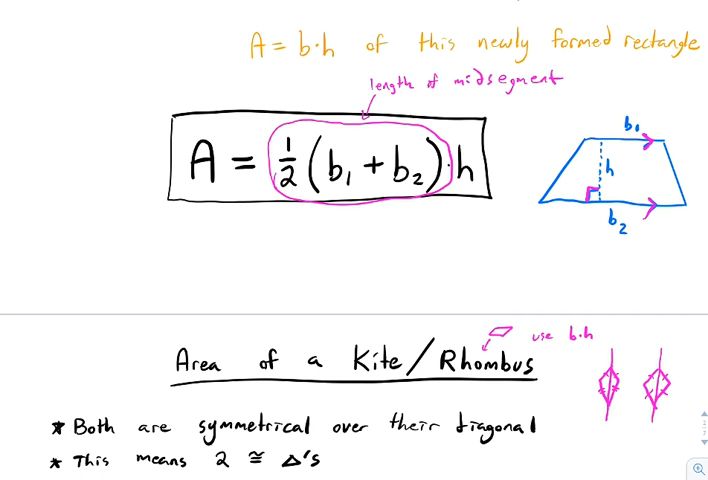 A = b·h of this newly formed rectangle
length of midsegment
A = 1/2 (b₁ + b₂)·h
b₁
h
b₂
use b·h
Area of a Kite/Rhombus
* Both are symmetrical over their diagonal
* This means 2 ≅ Δ's